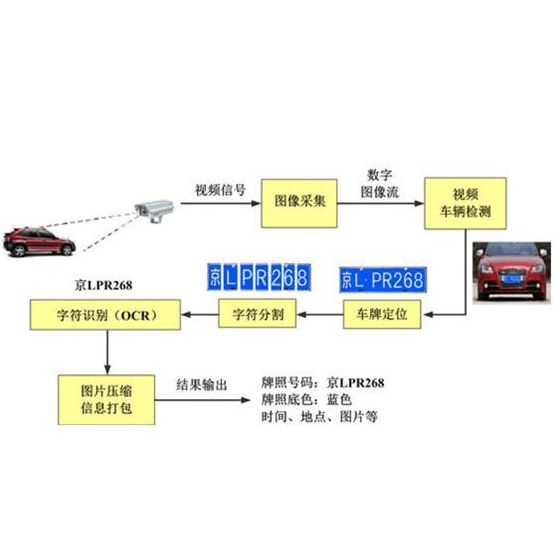 视频信号
图像采集
数字
图像流
视频
车辆检测
京LPR268
京L·PR268
京LPR268
字符识别（OCR）
字符分割
车牌定位
图片压缩
信息打包
结果输出
牌照号码：京LPR268
牌照底色：蓝色
时间、地点、图片等